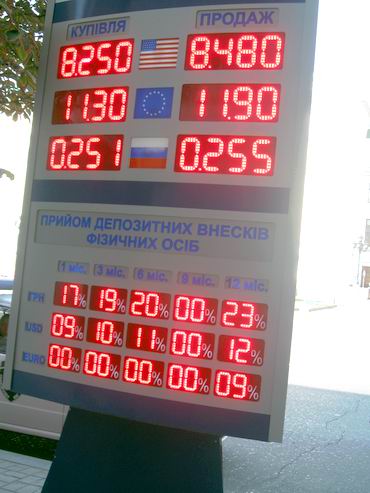 КУПІВЛЯ ПРОДАЖ
8.250 8.480
11.30 11.90
0.251 0.255
ПРИЙОМ ДЕПОЗИТНИХ ВНЕСКІВ
ФІЗИЧНИХ ОСІБ
1 міс. 3 міс. 6 міс. 9 міс. 12 міс.
ГРН 17% 19% 20% 00% 23%
USD 09% 10% 11% 00% 12%
EURO 00% 00% 00% 00% 09%